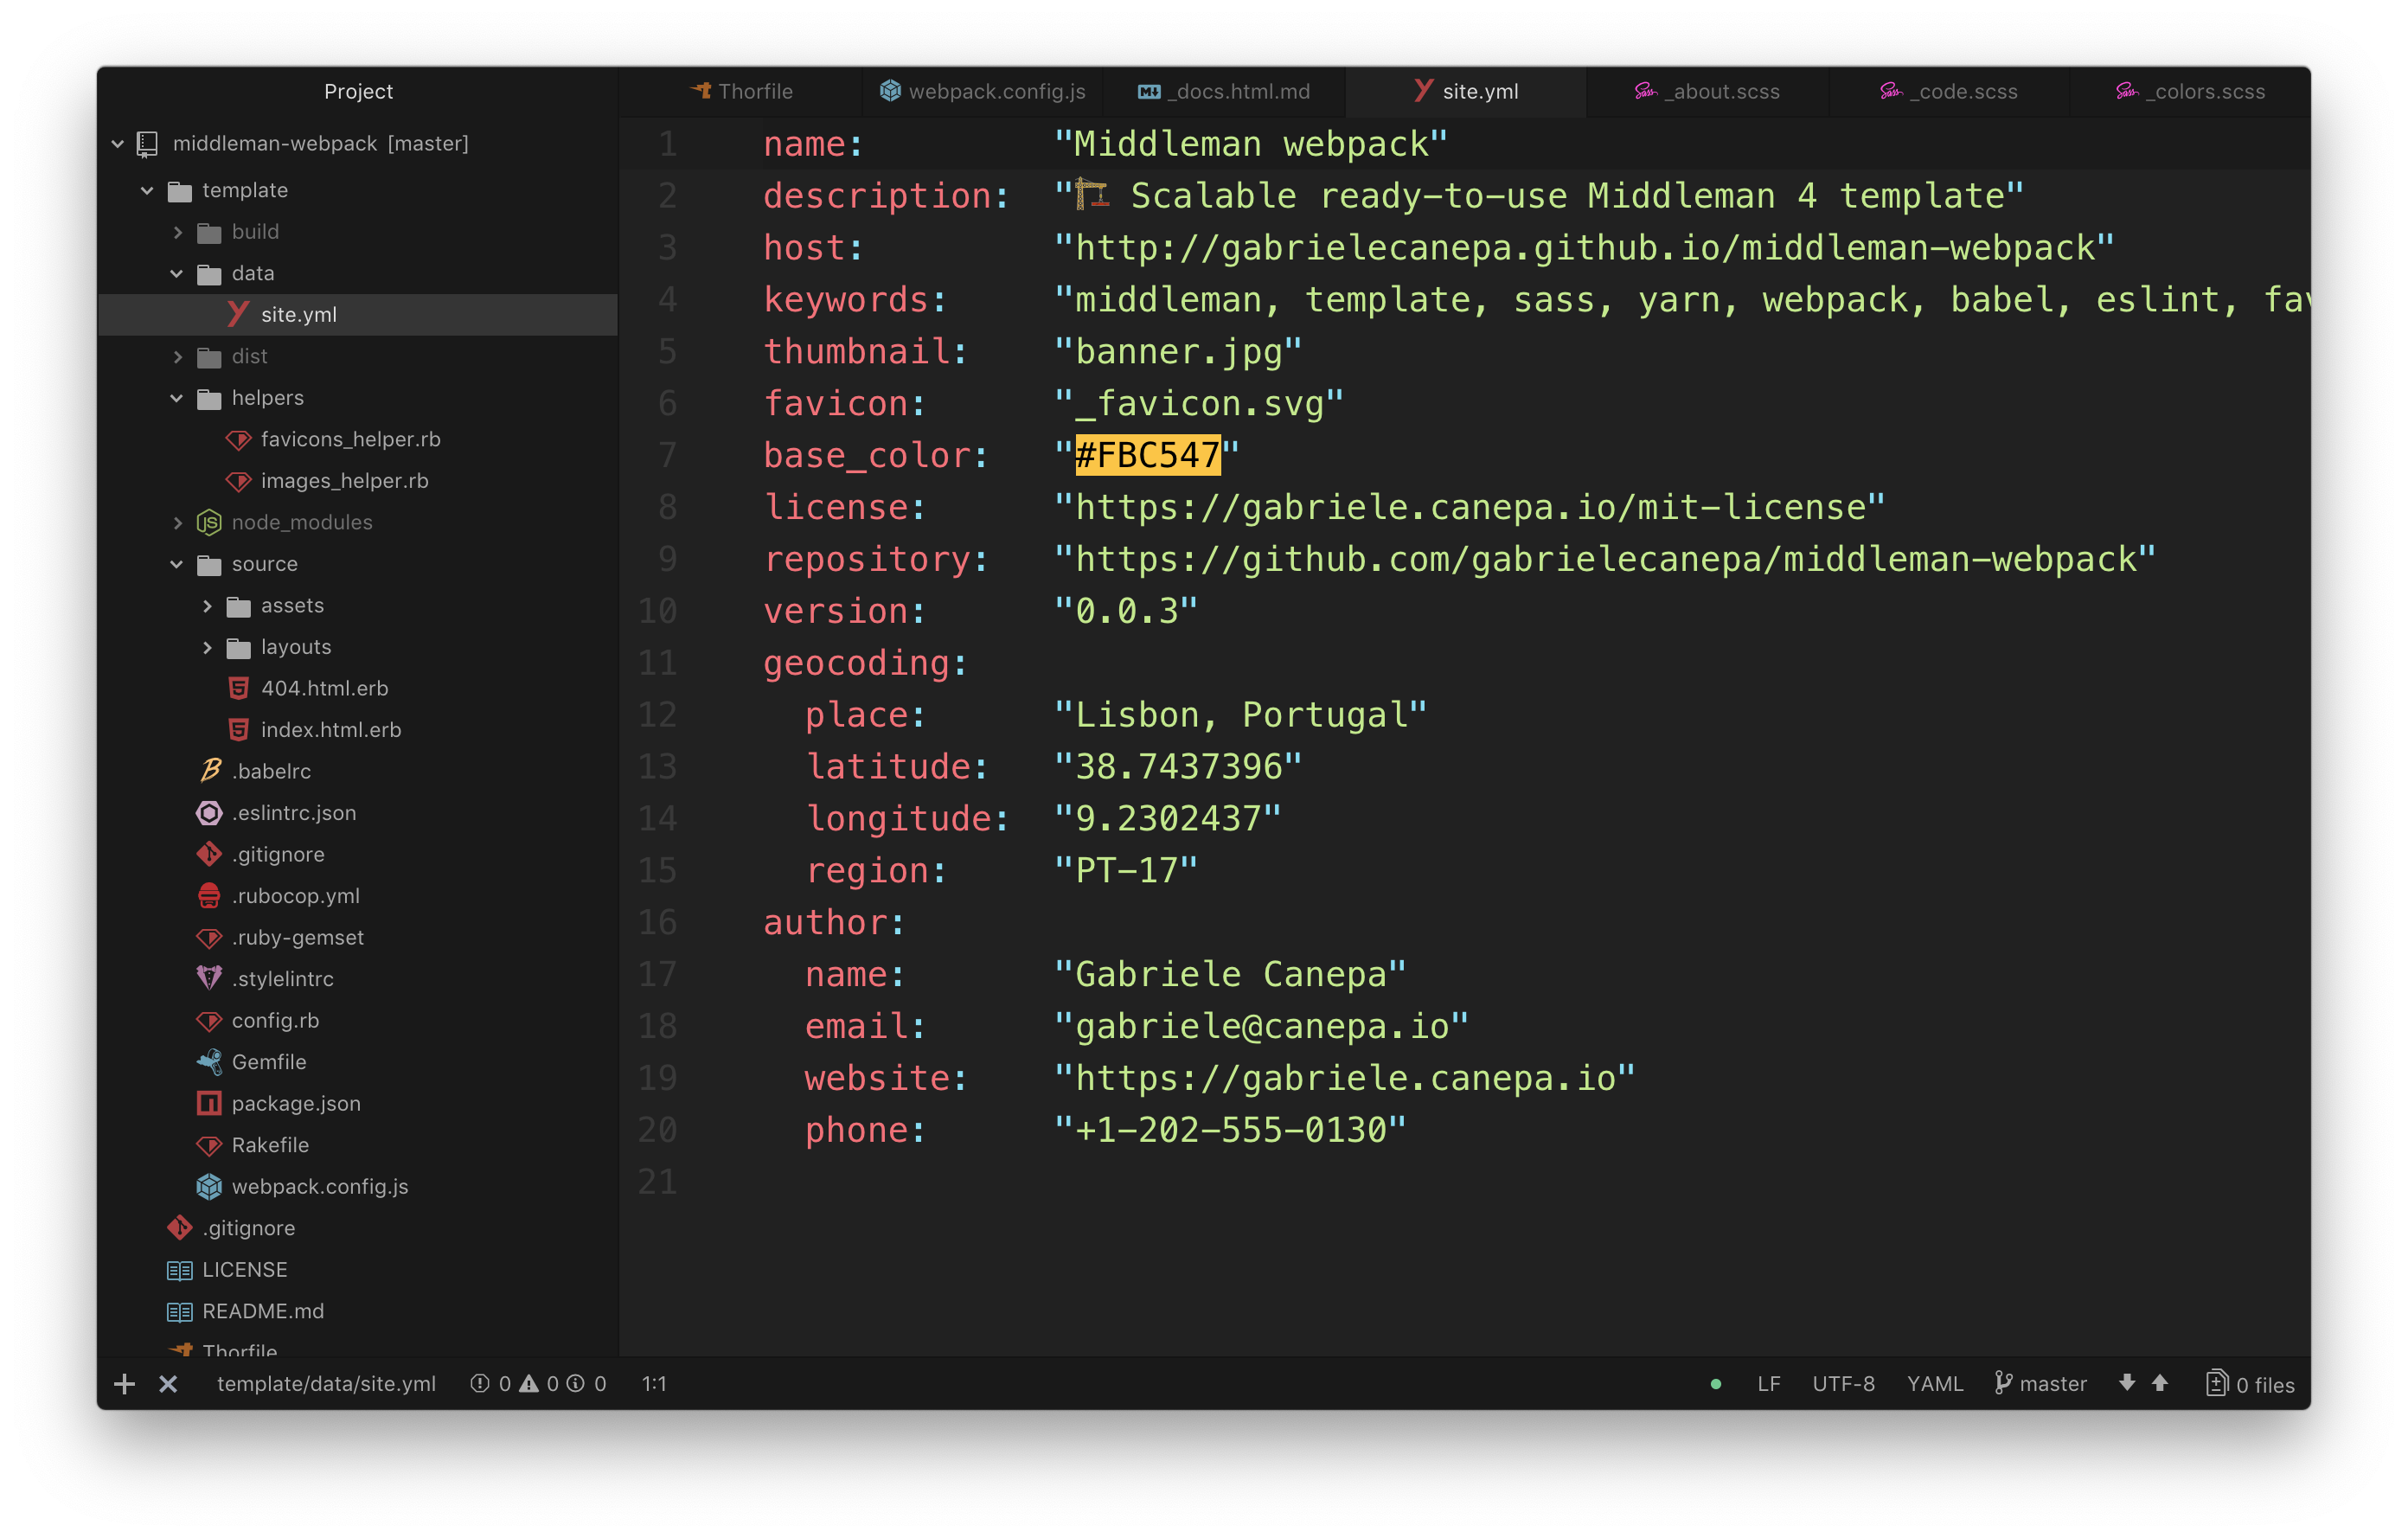 Project
middleman-webpack [master]
template
build
data
site.yml
dist
helpers
favicons_helper.rb
images_helper.rb
node_modules
source
assets
layouts
404.html.erb
index.html.erb
.babelrc
.eslintrc.json
.gitignore
.rubocop.yml
.ruby-gemset
.stylelintrc
config.rb
Gemfile
package.json
Rakefile
webpack.config.js
.gitignore
LICENSE
README.md
Thorfile
Thorfile webpack.config.js _docs.html.md site.yml _about.scss _code.scss _colors.scss
1 name: "Middleman webpack"
2 description: "🏗 Scalable ready-to-use Middleman 4 template"
3 host: "http://gabrielecanepa.github.io/middleman-webpack"
4 keywords: "middleman, template, sass, yarn, webpack, babel, eslint,
5 thumbnail: "banner.jpg"
6 favicon: "_favicon.svg"
7 base_color: "#FBC547"
8 license: "https://gabriele.canepa.io/mit-license"
9 repository: "https://github.com/gabrielecanepa/middleman-webpack"
10 version: "0.0.3"
11 geocoding:
12 place: "Lisbon, Portugal"
13 latitude: "38.7437396"
14 longitude: "9.2302437"
15 region: "PT-17"
16 author:
17 name: "Gabriele Canepa"
18 email: "gabriele@canepa.io"
19 website: "https://gabriele.canepa.io"
20 phone: "+1-202-555-0130"
21
template/data/site.yml 0 0 0 1:1 LF UTF-8 YAML master 0 files